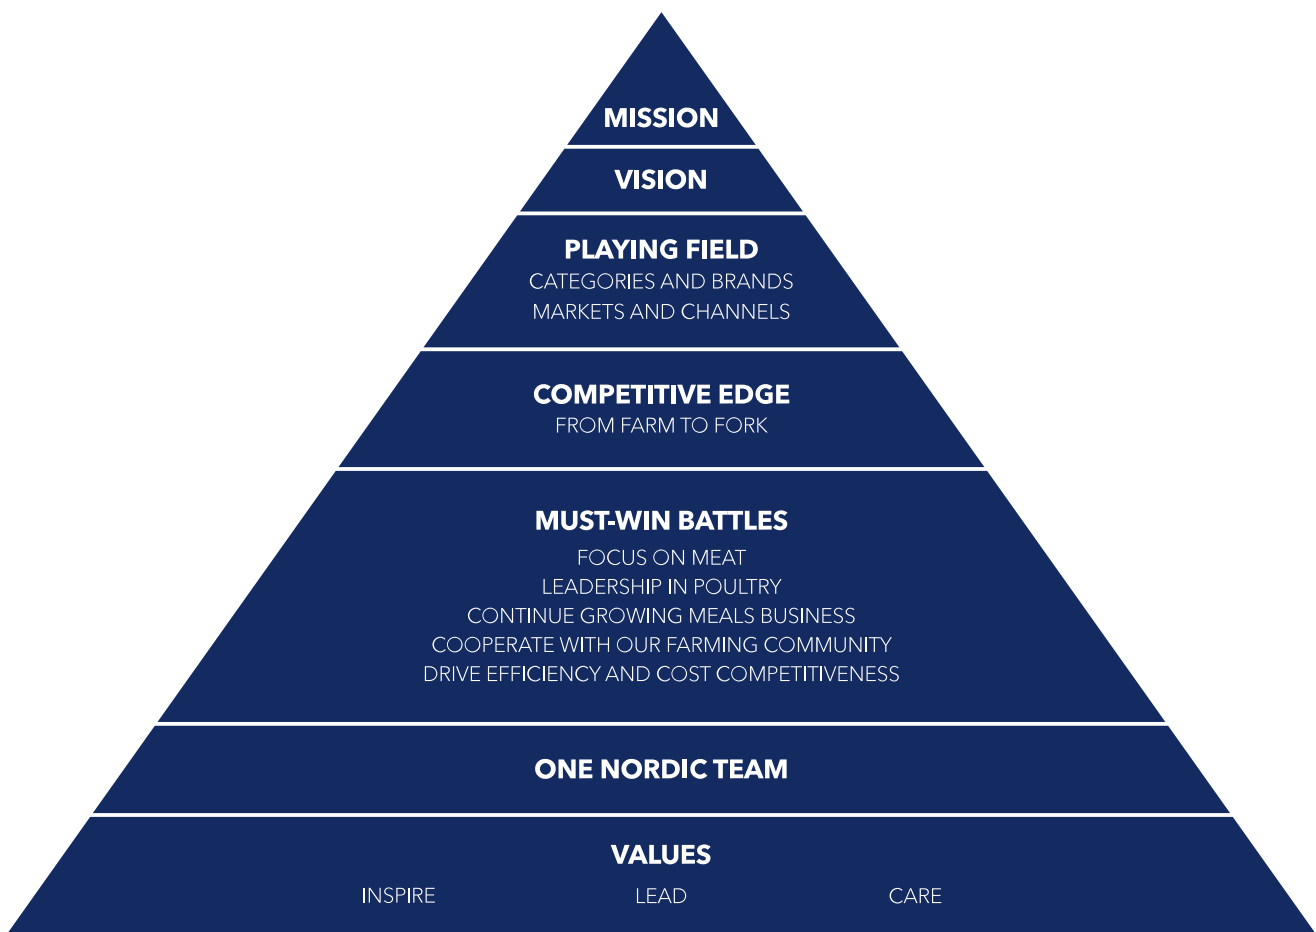 MISSION
VISION
PLAYING FIELD
CATEGORIES AND BRANDS
MARKETS AND CHANNELS
COMPETITIVE EDGE
FROM FARM TO FORK
MUST-WIN BATTLES
FOCUS ON MEAT
LEADERSHIP IN POULTRY
CONTINUE GROWING MEALS BUSINESS
COOPERATE WITH OUR FARMING COMMUNITY
DRIVE EFFICIENCY AND COST COMPETITIVENESS
ONE NORDIC TEAM
VALUES
INSPIRE LEAD CARE